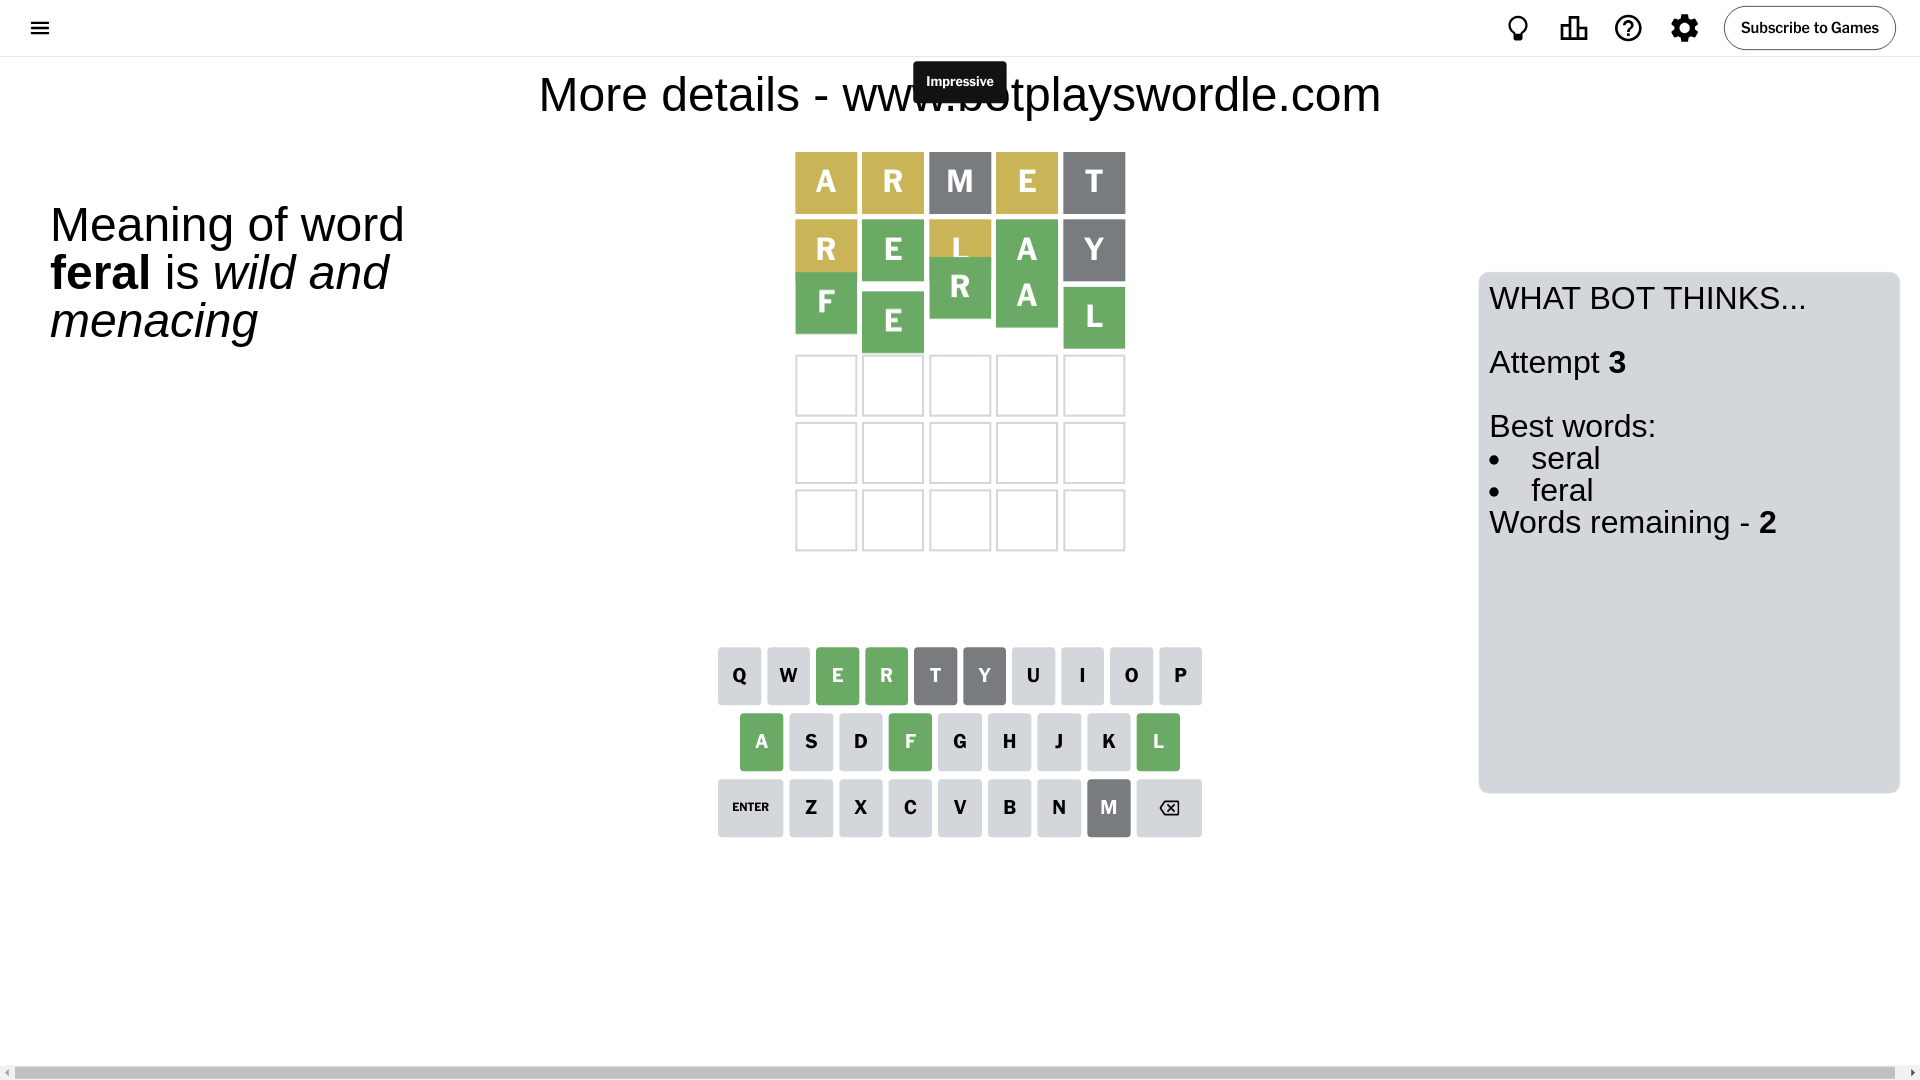 Subscribe to Games
Impressive
More details - www.botplayswordle.com
Meaning of word
feral is wild and
menacing
A R M E T
R E L A Y
F E R A L
WHAT BOT THINKS...
Attempt 3
Best words:
• seral
• feral
Words remaining - 2
Q W E R T Y U I O P
A S D F G H J K L
ENTER Z X C V B N M